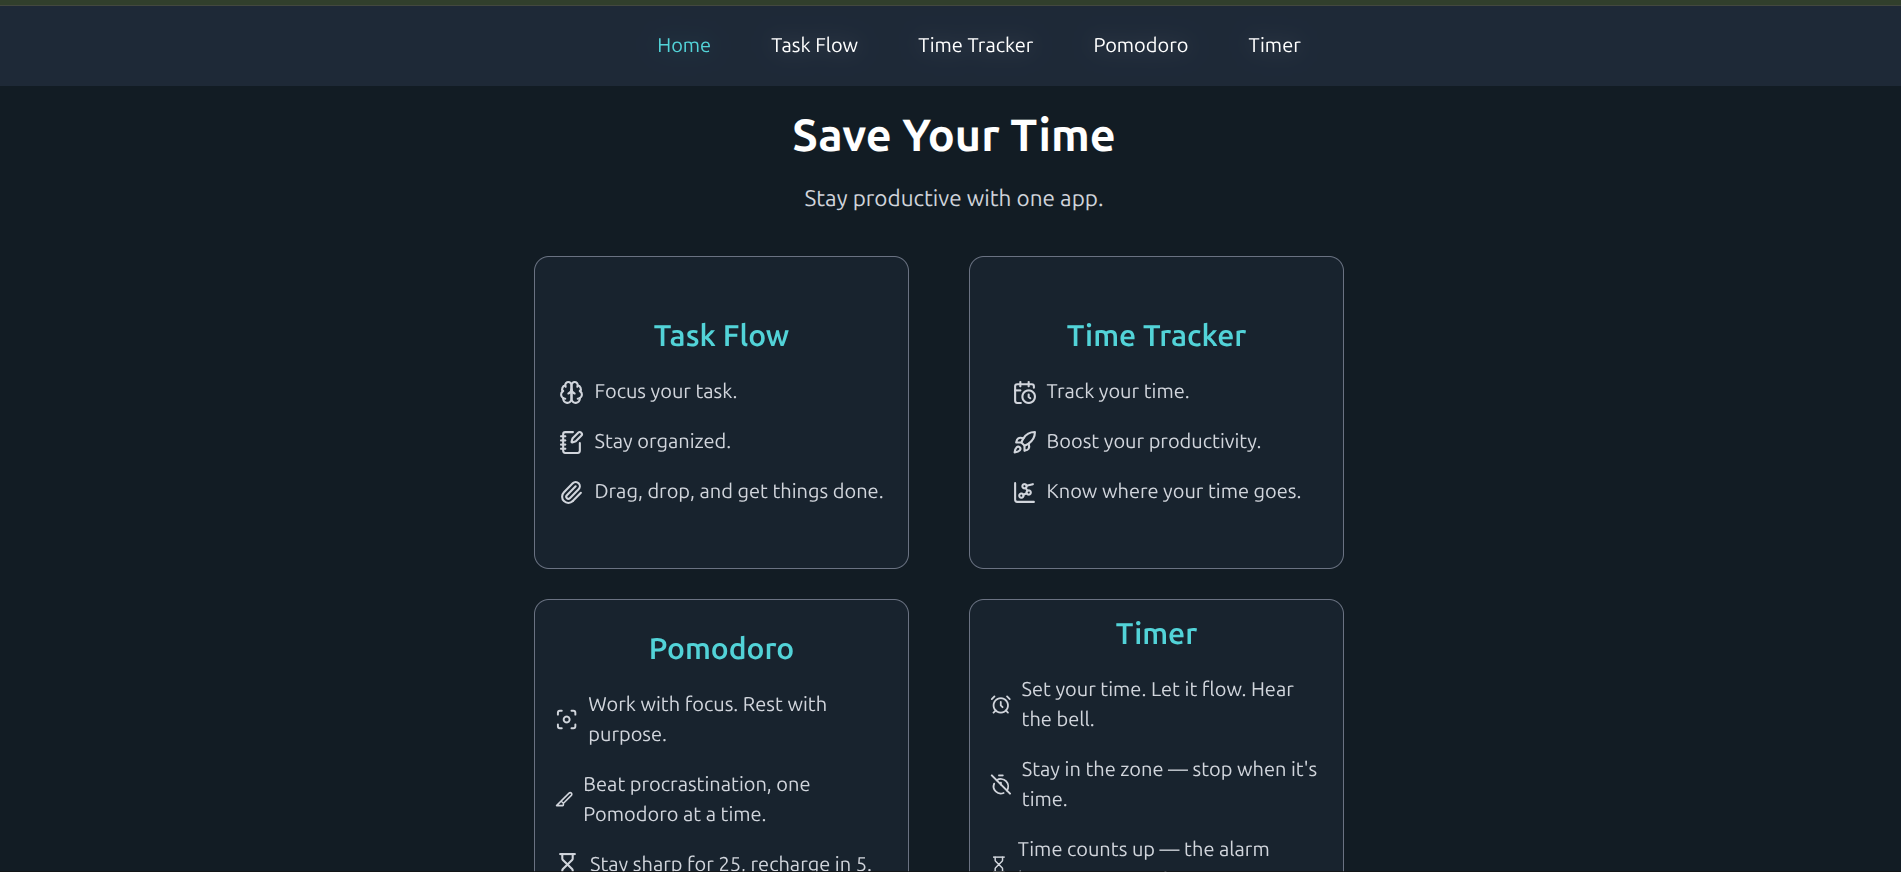 Home Task Flow Time Tracker Pomodoro Timer
Save Your Time
Stay productive with one app.
Task Flow
Focus your task.
Stay organized.
Drag, drop, and get things done.
Time Tracker
Track your time.
Boost your productivity.
Know where your time goes.
Pomodoro
Work with focus. Rest with
purpose.
Beat procrastination, one
Pomodoro at a time.
Stay sharp for 25, recharge in 5.
Timer
Set your time. Let it flow. Hear
the bell.
Stay in the zone — stop when it's
time.
Time counts up — the alarm